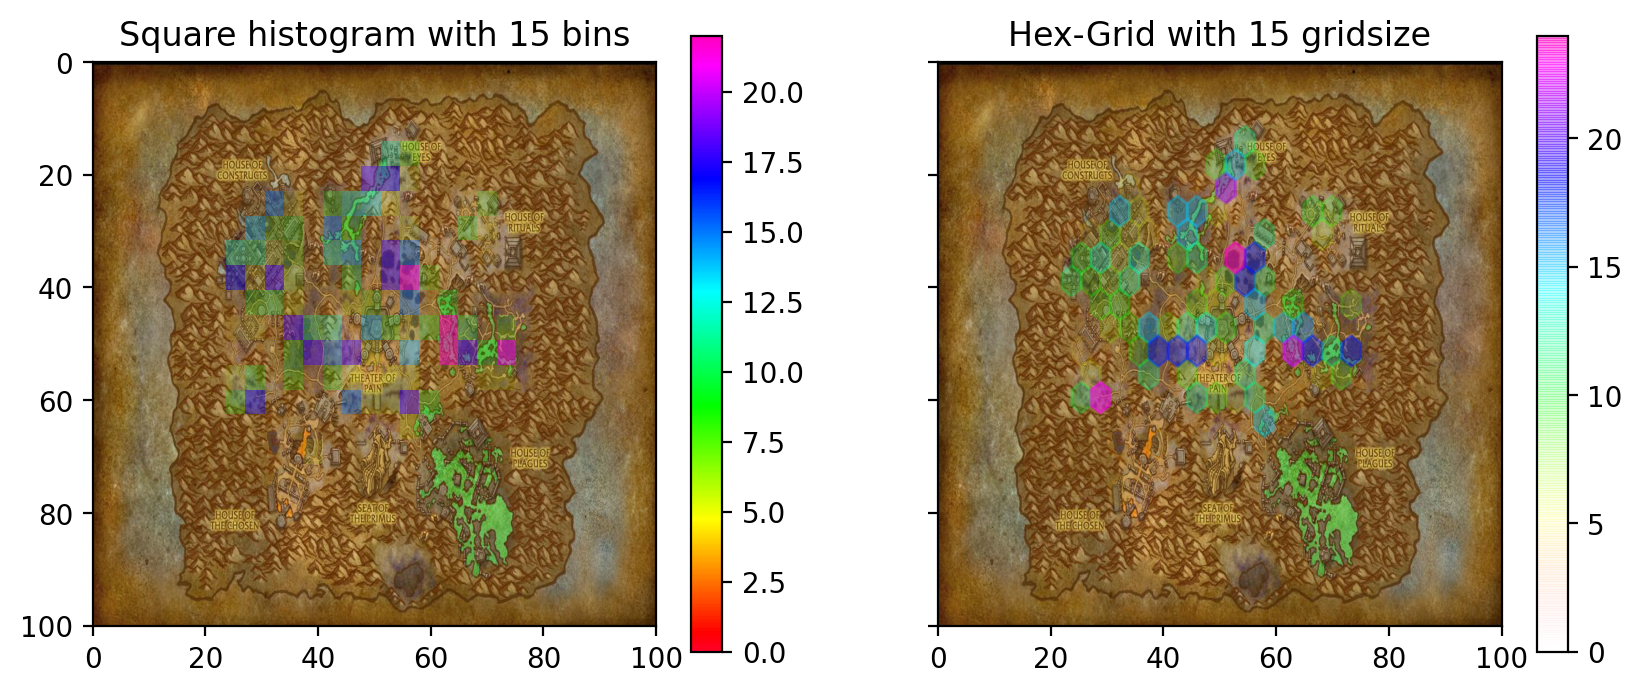 Square histogram with 15 bins
0
20
40
60
80
100
0
20
40
60
80
100
HOUSE OF
CONSTRUCTS
HOUSE OF
EYES
HOUSE OF
RITUALS
THEATER OF
PAIN
HOUSE OF
PLAGUES
HOUSE OF
THE CHOSEN
SEAT OF
THE PRIMUS
20.0
17.5
15.0
12.5
10.0
7.5
5.0
2.5
0.0
Hex-Grid with 15 gridsize
HOUSE OF
CONSTRUCTS
HOUSE OF
EYES
HOUSE OF
RITUALS
THEATER OF
PAIN
HOUSE OF
PLAGUES
HOUSE OF
THE CHOSEN
SEAT OF
THE PRIMUS
0
20
40
60
80
100
20
15
10
5
0